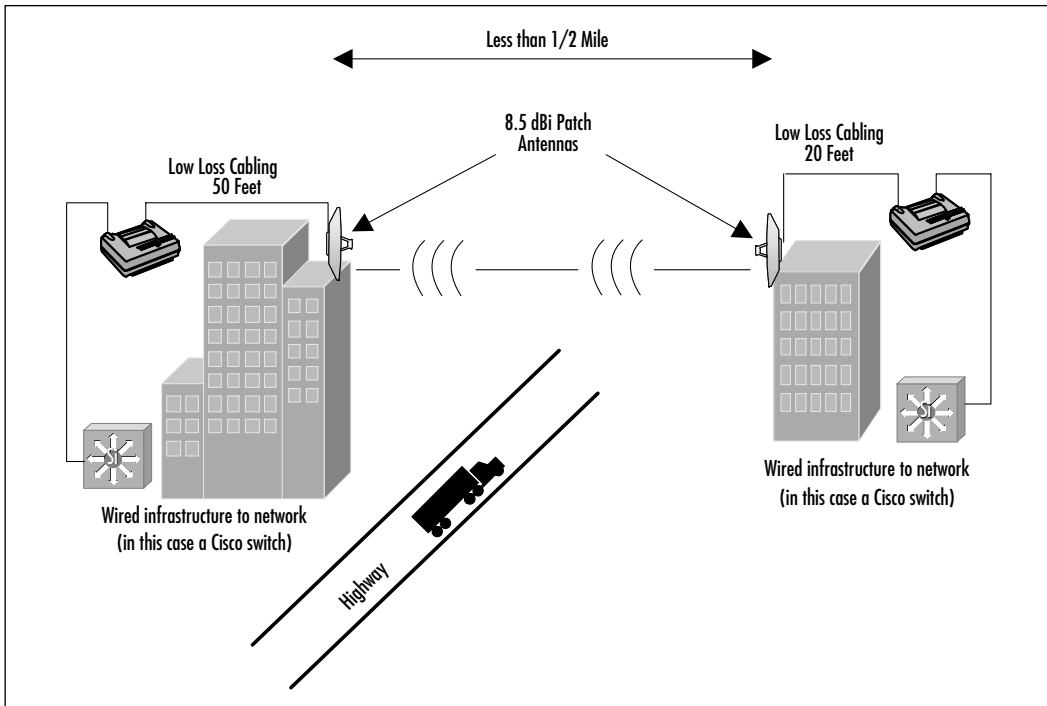 Less than 1/2 Mile
8.5 dBi Patch
Antennas
Low Loss Cabling
50 Feet
Low Loss Cabling
20 Feet
SI
SI
Wired infrastructure to network
(in this case a Cisco switch)
Wired infrastructure to network
(in this case a Cisco switch)
Highway